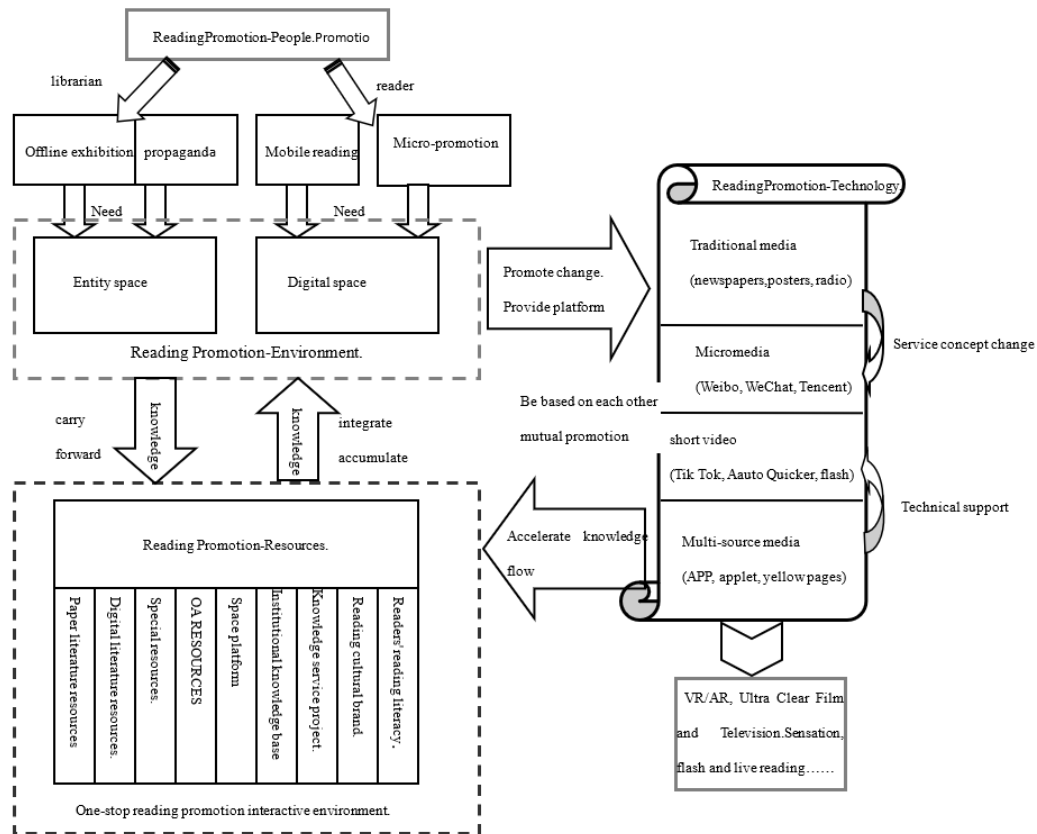 ReadingPromotion-People.Promotio
librarian
reader
Offline exhibition
propaganda
Mobile reading
Micro-promotion
Need
Need
Entity space
Digital space
Reading Promotion-Environment.
Promote change.
Provide platform
ReadingPromotion-Technology.
Traditional media
(newspapers,posters, radio)
Micromedia
(Weibo, WeChat, Tencent)
short video
(Tik Tok, Aauto Quicker, flash)
Multi-source media
(APP, applet, yellow pages)
Service concept change
Technical support
Be based on each other
mutual promotion
carry
forward
knowledge
knowledge
integrate
accumulate
Accelerate knowledge
flow
Reading Promotion-Resources.
Paper literature resources
Digital literature resources.
Special resources.
OA RESOURCES
Space platform
Institutional knowledge base
Knowledge service project.
Reading cultural brand.
Readers' reading literacy.
One-stop reading promotion interactive environment.
VR/AR, Ultra Clear Film
and Television.Sensation,
flash and live reading……